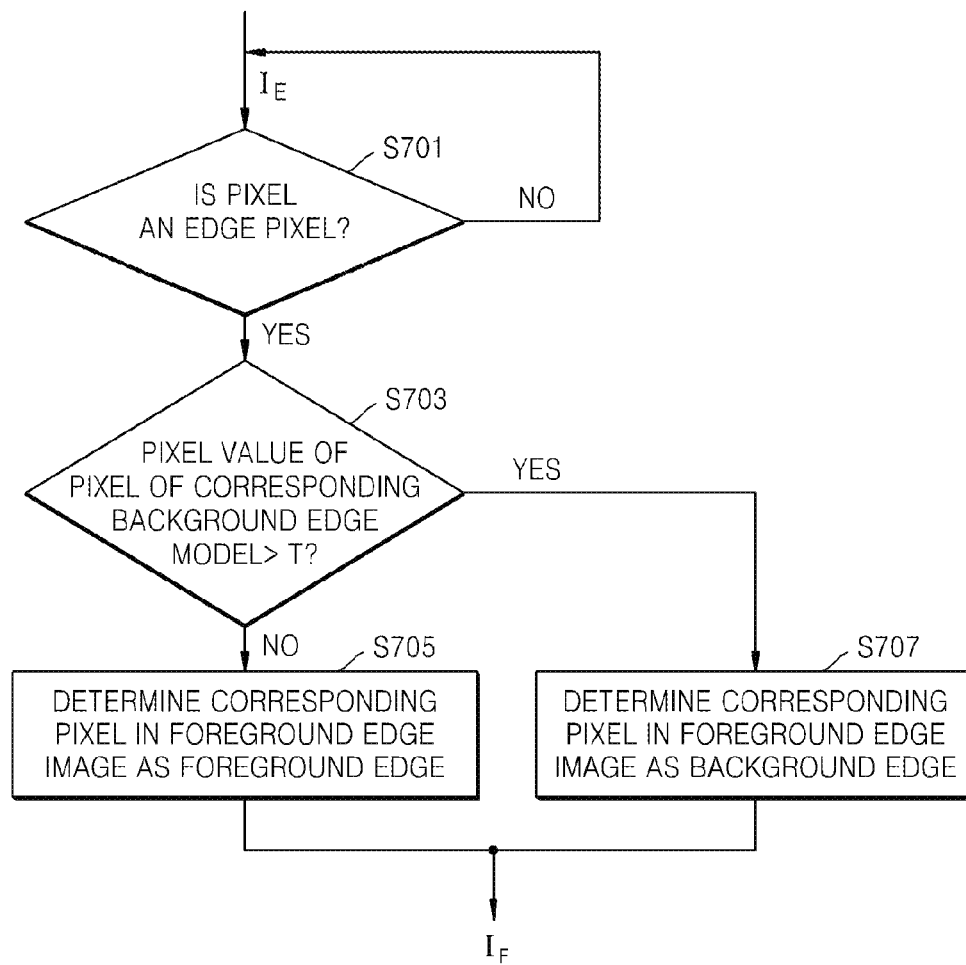 I_E
S701
IS PIXEL
AN EDGE PIXEL?
NO
YES
S703
PIXEL VALUE OF
PIXEL OF CORRESPONDING
BACKGROUND EDGE
MODEL> T?
YES
NO
S705
DETERMINE CORRESPONDING
PIXEL IN FOREGROUND EDGE
IMAGE AS FOREGROUND EDGE
S707
DETERMINE CORRESPONDING
PIXEL IN FOREGROUND EDGE
IMAGE AS BACKGROUND EDGE
I_F